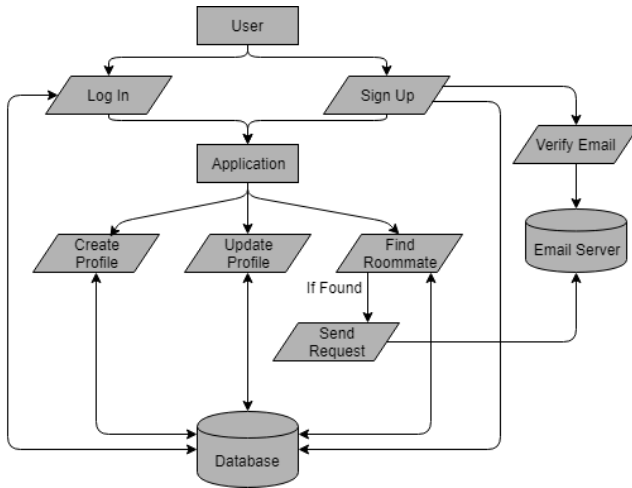 User
Log In
Sign Up
Verify Email
Application
Create
Profile
Update
Profile
Find
Roommate
Email Server
If Found
Send
Request
Database